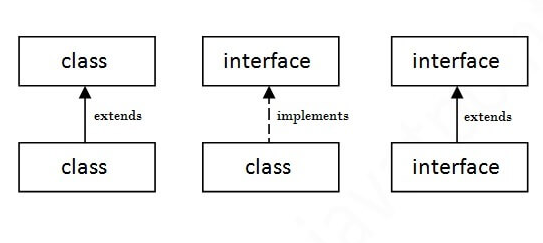 class
interface
interface
extends
implements
extends
class
class
interface